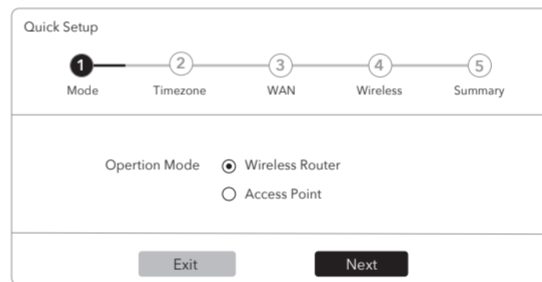 Quick Setup
1 2 3 4 5
Mode Timezone WAN Wireless Summary
Opertion Mode Wireless Router
Access Point
Exit Next